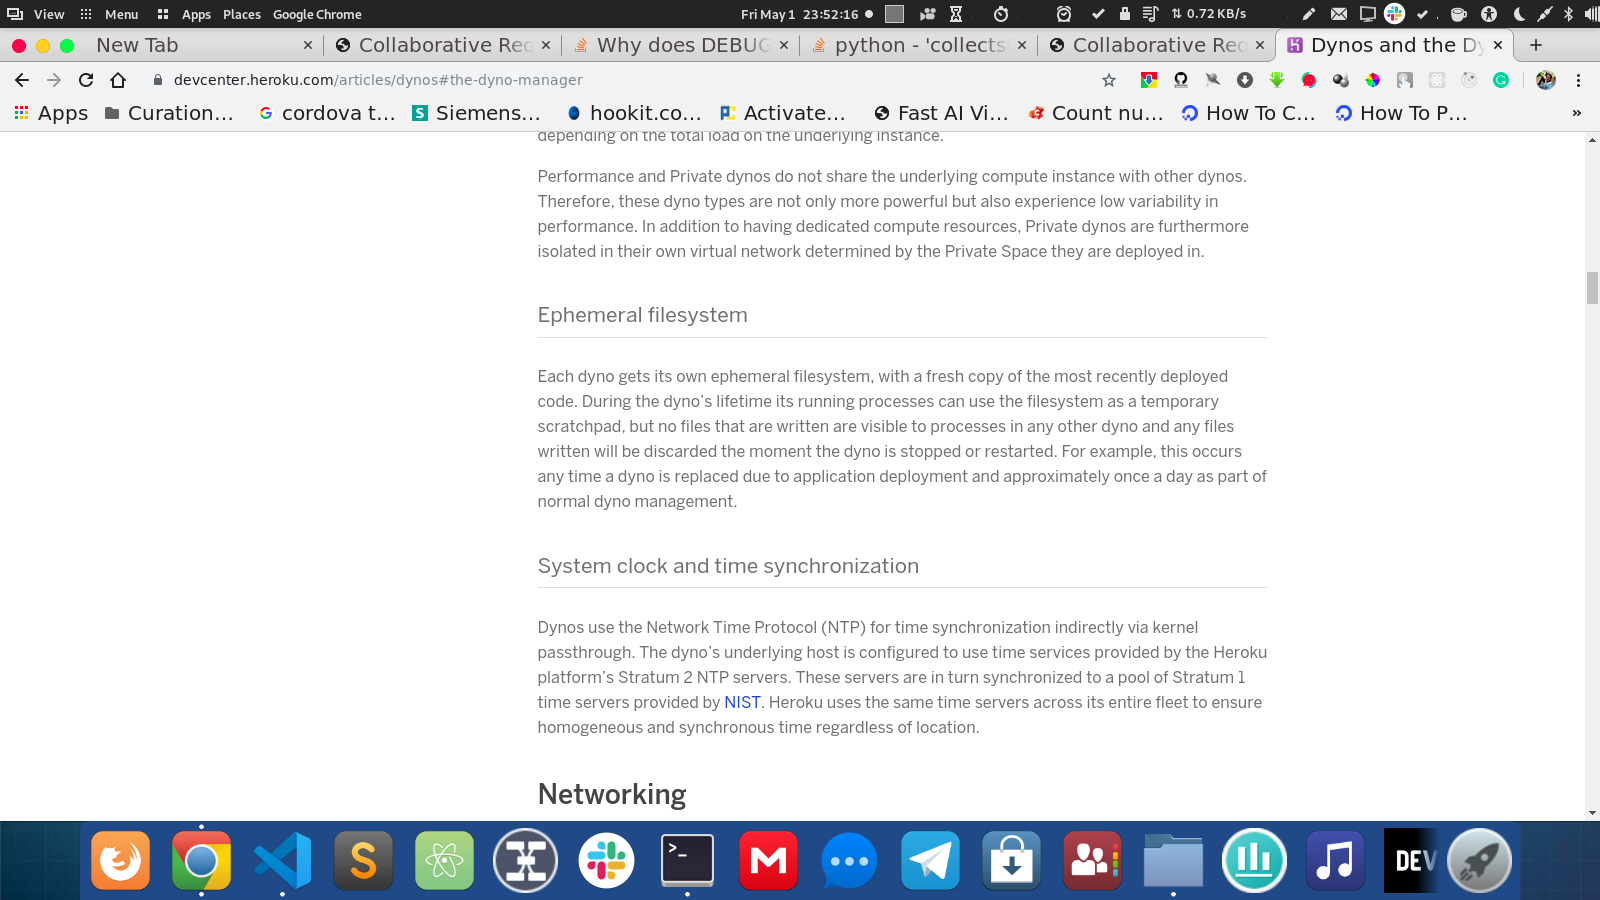 View Menu Apps Places Google Chrome Fri May 1 23:52:16 0.72 KB/s
New Tab Collaborative Rec Why does DEBUG python - 'collects Collaborative Rec Dynos and the Dy
devcenter.heroku.com/articles/dynos#the-dyno-manager
Apps Curation... cordova t... Siemens... hookit.co... Activate... Fast AI Vi... Count nu... How To C... How To P... »
depending on the total load on the underlying instance.
Performance and Private dynos do not share the underlying compute instance with other dynos.
Therefore, these dyno types are not only more powerful but also experience low variability in
performance. In addition to having dedicated compute resources, Private dynos are furthermore
isolated in their own virtual network determined by the Private Space they are deployed in.
Ephemeral filesystem
Each dyno gets its own ephemeral filesystem, with a fresh copy of the most recently deployed
code. During the dyno's lifetime its running processes can use the filesystem as a temporary
scratchpad, but no files that are written are visible to processes in any other dyno and any files
written will be discarded the moment the dyno is stopped or restarted. For example, this occurs
any time a dyno is replaced due to application deployment and approximately once a day as part of
normal dyno management.
System clock and time synchronization
Dynos use the Network Time Protocol (NTP) for time synchronization indirectly via kernel
passthrough. The dyno's underlying host is configured to use time services provided by the Heroku
platform's Stratum 2 NTP servers. These servers are in turn synchronized to a pool of Stratum 1
time servers provided by NIST. Heroku uses the same time servers across its entire fleet to ensure
homogeneous and synchronous time regardless of location.
Networking
DEV